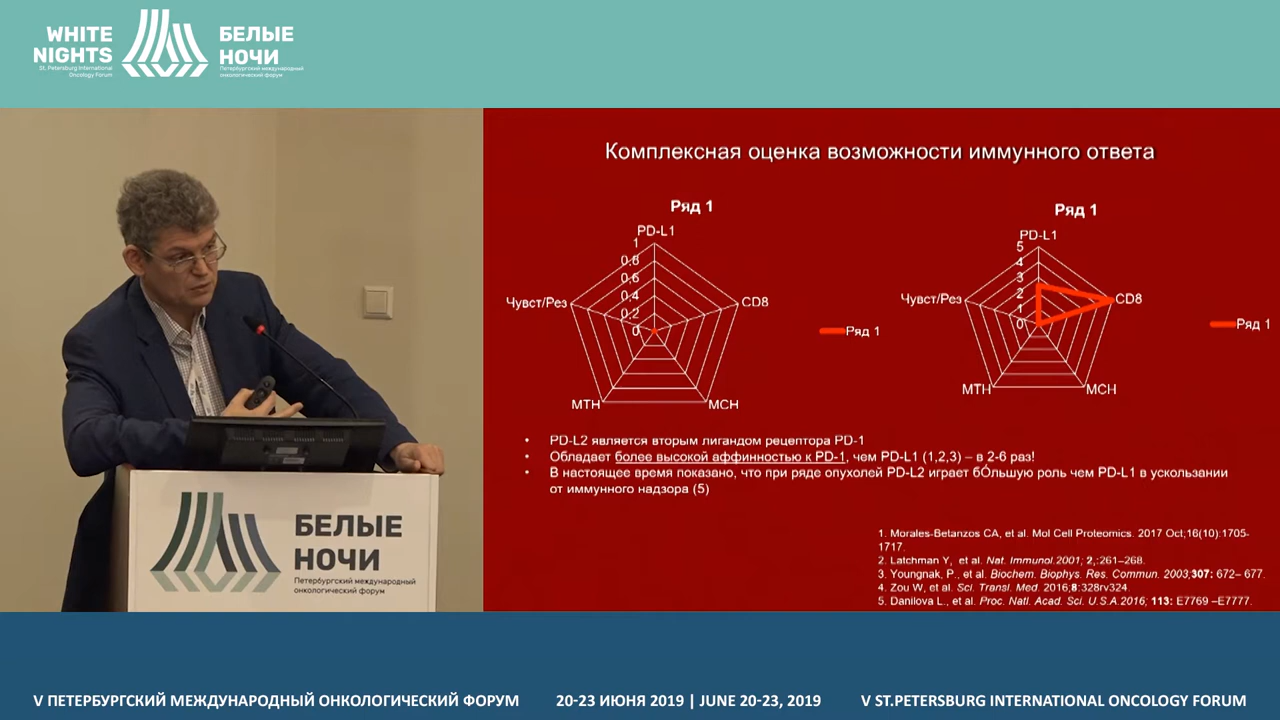 WHITE
NIGHTS
St. Petersburg International
Oncology Forum
БЕЛЫЕ
НОЧИ
Петербургский международный
онкологический форум
Комплексная оценка возможности иммунного ответа
Ряд 1
PD-L1
1
0,8
0,6
0,4
0,2
0
CD8
МСН
МТН
Чувст/Рез
Ряд 1
Ряд 1
PD-L1
5
4
3
2
1
0
CD8
МСН
МТН
Чувст/Рез
Ряд 1
• PD-L2 является вторым лигандом рецептора PD-1
• Обладает более высокой аффинностью к PD-1, чем PD-L1 (1,2,3) – в 2-6 раз!
• В настоящее время показано, что при ряде опухолей PD-L2 играет бÓльшую роль чем PD-L1 в ускользании
от иммунного надзора (5)
1. Morales-Betanzos CA, et al. Mol Cell Proteomics. 2017 Oct;16(10):1705-
1717.
2. Latchman Y, et al. Nat. Immunol.2001; 2,:261–268.
3. Youngnak, P., et al. Biochem. Biophys. Res. Commun. 2003;307: 672– 677.
4. Zou W, et al. Sci. Transl. Med. 2016;8:328rv324.
5. Danilova L., et al. Proc. Natl. Acad. Sci. U.S.A.2016; 113: E7769 –E7777.
БЕЛЫЕ
НОЧИ
Петербургский международный
онкологический форум
V ПЕТЕРБУРГСКИЙ МЕЖДУНАРОДНЫЙ ОНКОЛОГИЧЕСКИЙ ФОРУМ 20-23 ИЮНЯ 2019 | JUNE 20-23, 2019 V ST.PETERSBURG INTERNATIONAL ONCOLOGY FORUM